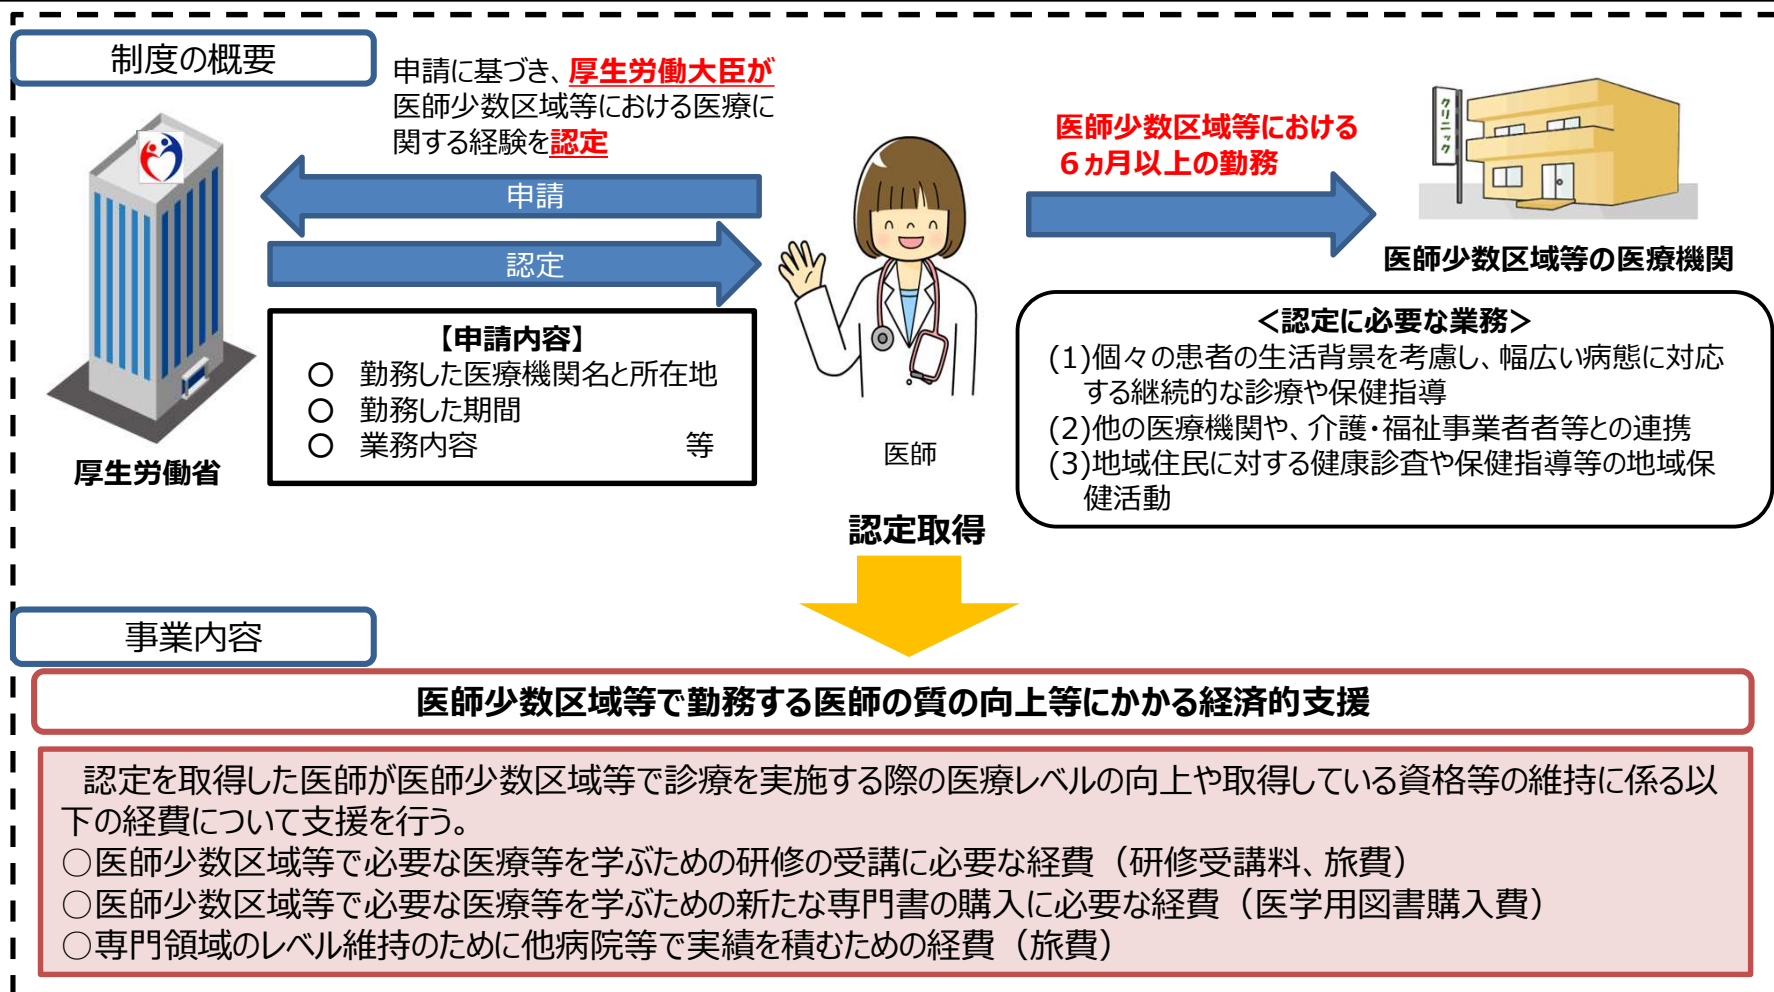 制度の概要
申請に基づき、厚生労働大臣が
医師少数区域等における医療に
関する経験を認定
申請
認定
厚生労働省
【申請内容】
○ 勤務した医療機関名と所在地
○ 勤務した期間
○ 業務内容 等
医師
医師少数区域等における
６ヵ月以上の勤務
クリニック
医師少数区域等の医療機関
＜認定に必要な業務＞
(1)個々の患者の生活背景を考慮し、幅広い病態に対応
する継続的な診療や保健指導
(2)他の医療機関や、介護・福祉事業者者等との連携
(3)地域住民に対する健康診査や保健指導等の地域保
健活動
認定取得
事業内容
医師少数区域等で勤務する医師の質の向上等にかかる経済的支援
認定を取得した医師が医師少数区域等で診療を実施する際の医療レベルの向上や取得している資格等の維持に係る以
下の経費について支援を行う。
○医師少数区域等で必要な医療等を学ぶための研修の受講に必要な経費（研修受講料、旅費）
○医師少数区域等で必要な医療等を学ぶための新たな専門書の購入に必要な経費（医学用図書購入費）
○専門領域のレベル維持のために他病院等で実績を積むための経費（旅費）